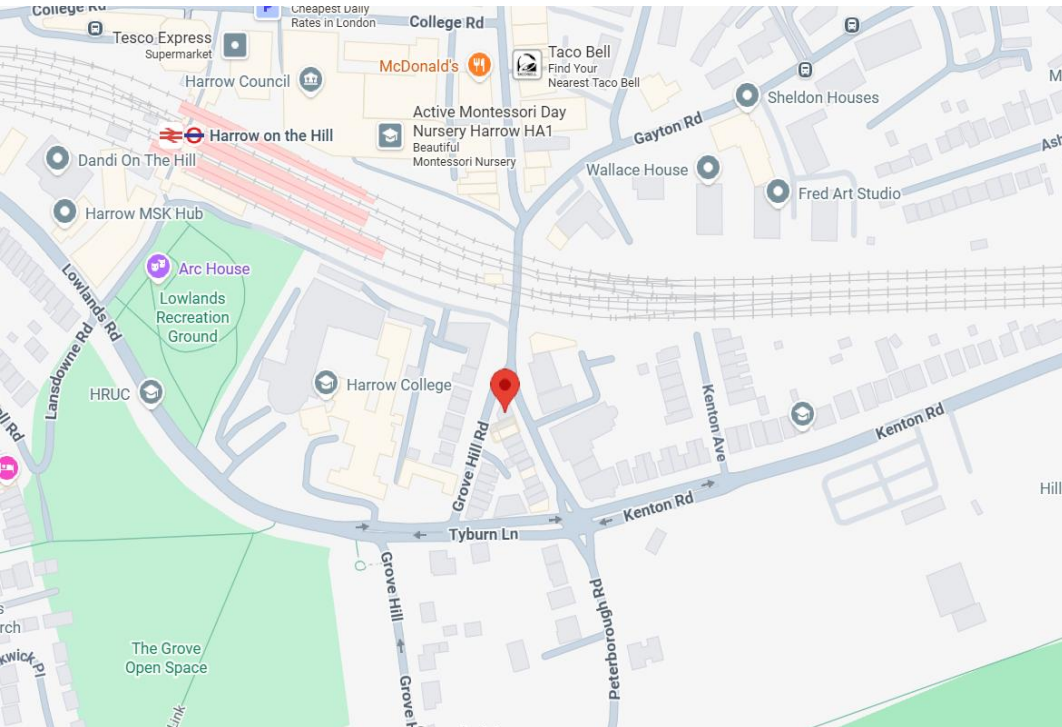 College Rd
P
Cheapest Daily
Rates in London
College Rd
Tesco Express
Supermarket
McDonald's
Taco Bell
Find Your
Nearest Taco Bell
Harrow Council
Sheldon Houses
Active Montessori Day
Nursery Harrow HA1
Beautiful
Montessori Nursery
Gayton Rd
Harrow on the Hill
Dandi On The Hill
Wallace House
Fred Art Studio
Harrow MSK Hub
Arc House
Lowlands Rd
Lowlands
Recreation
Ground
Lansdowne Rd
HRUC
Harrow College
Grove Hill Rd
Kenton Ave
Kenton Rd
Kenton Rd
Hill
Tyburn Ln
Grove Hill
Peterborough Rd
The Grove
Open Space
Grove H
Link